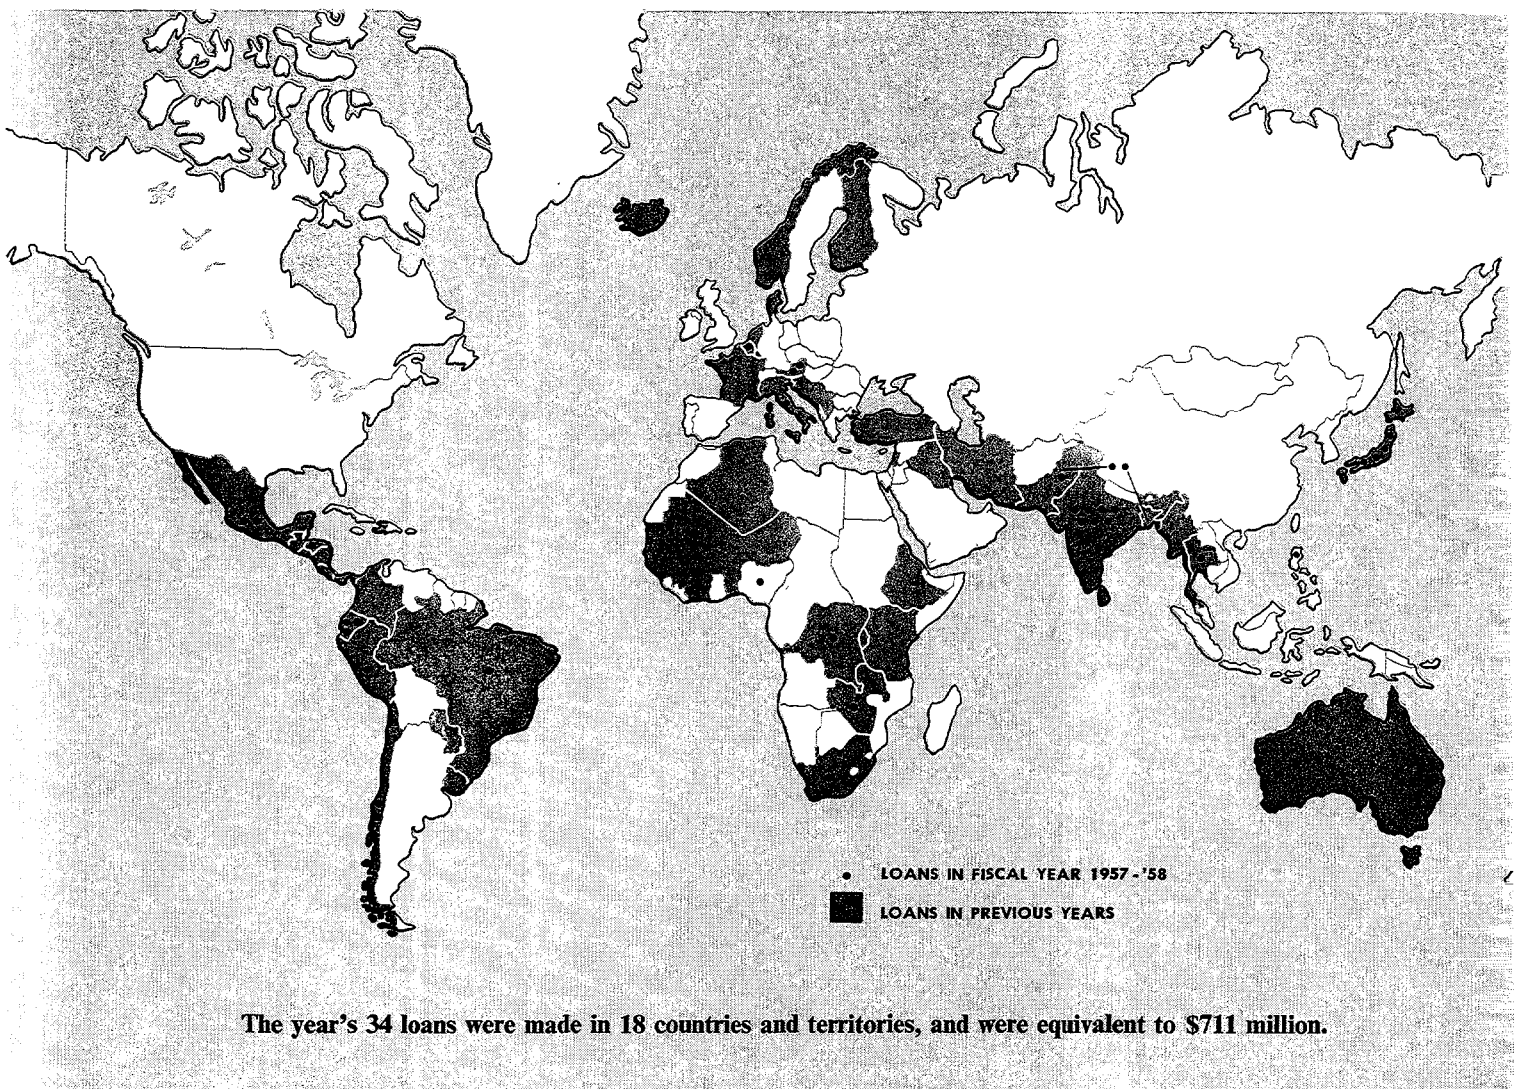 LOANS IN FISCAL YEAR 1957-'58
LOANS IN PREVIOUS YEARS
The year's 34 loans were made in 18 countries and territories, and were equivalent to $711 million.